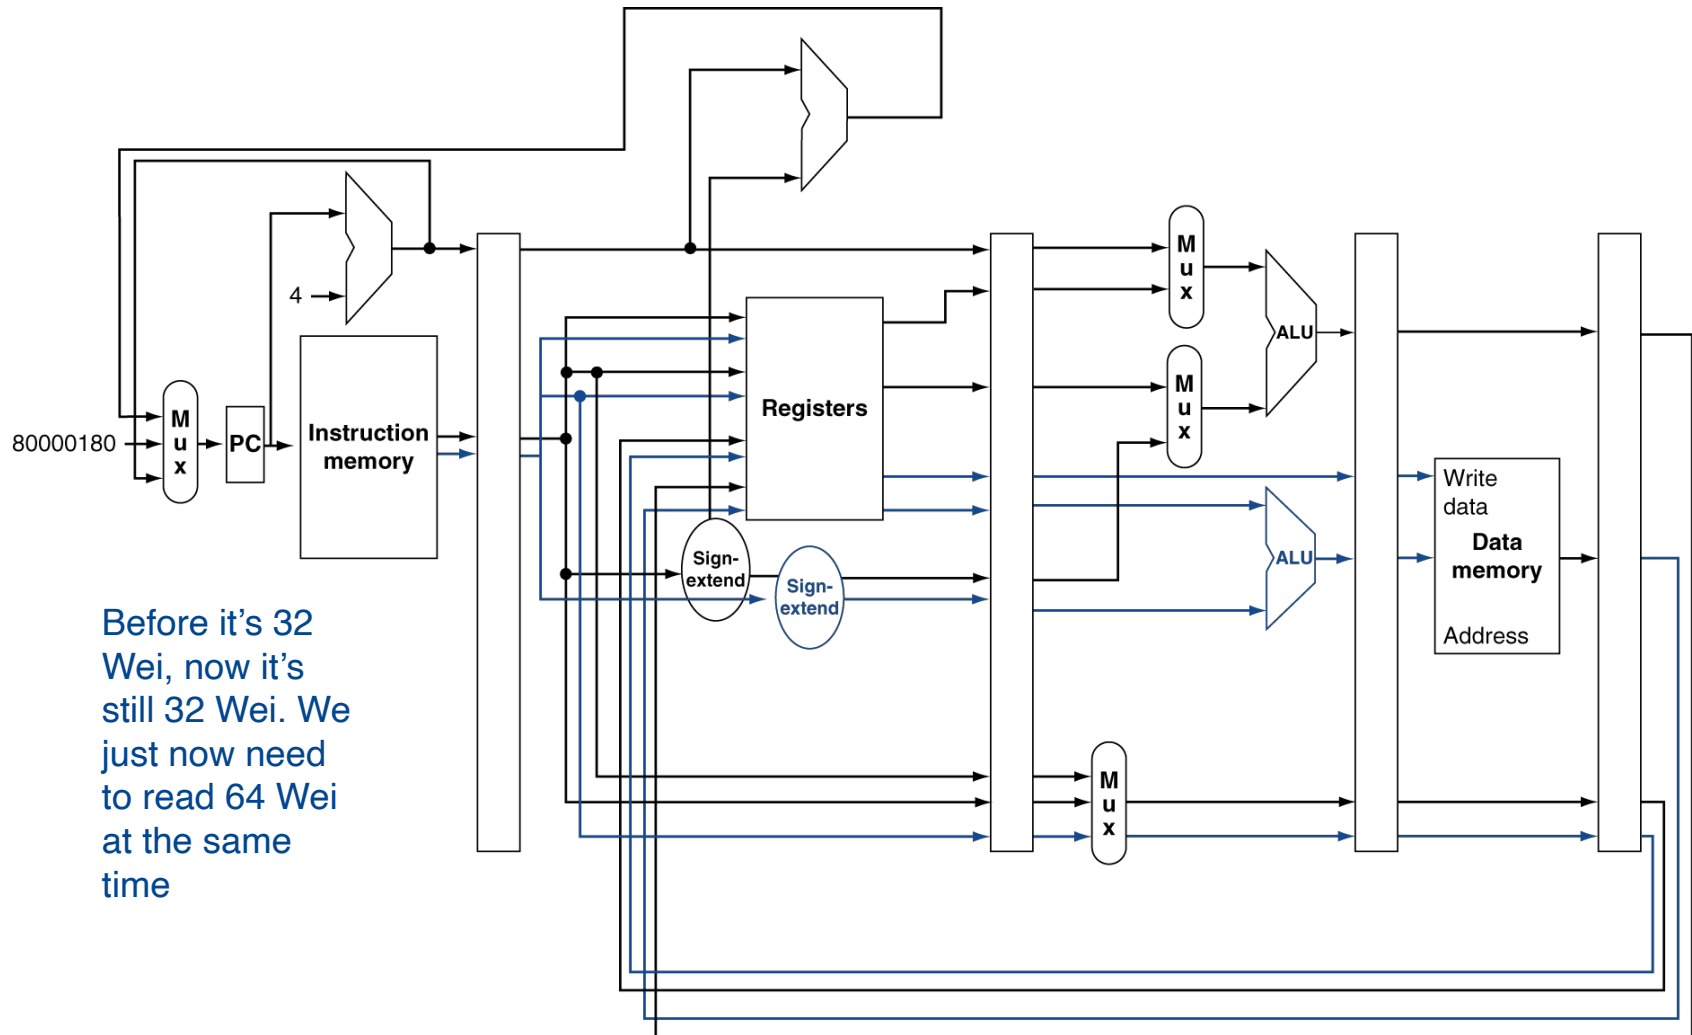 4
80000180
M
u
x
PC
Instruction
memory
Registers
Sign-
extend
Sign-
extend
M
u
x
M
u
x
ALU
ALU
Write
data
Data
memory
Address
M
u
x
Before it’s 32
Wei, now it’s
still 32 Wei. We
just now need
to read 64 Wei
at the same
time